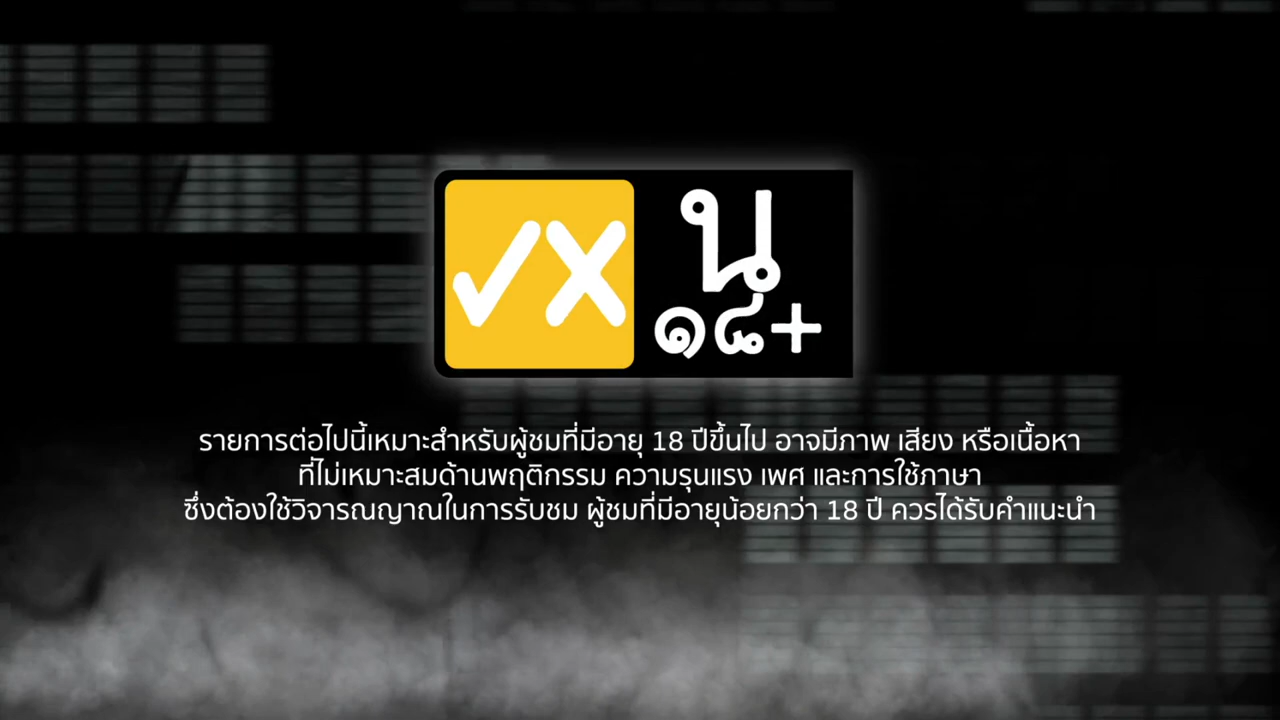 น
๑๘+
รายการต่อไปนี้เหมาะสำหรับผู้ชมที่มีอายุ 18 ปีขึ้นไป อาจมีภาพ เสียง หรือเนื้อหา
ที่ไม่เหมาะสมด้านพฤติกรรม ความรุนแรง เพศ และการใช้ภาษา
ซึ่งต้องใช้วิจารณญาณในการรับชม ผู้ชมที่มีอายุน้อยกว่า 18 ปี ควรได้รับคำแนะนำ